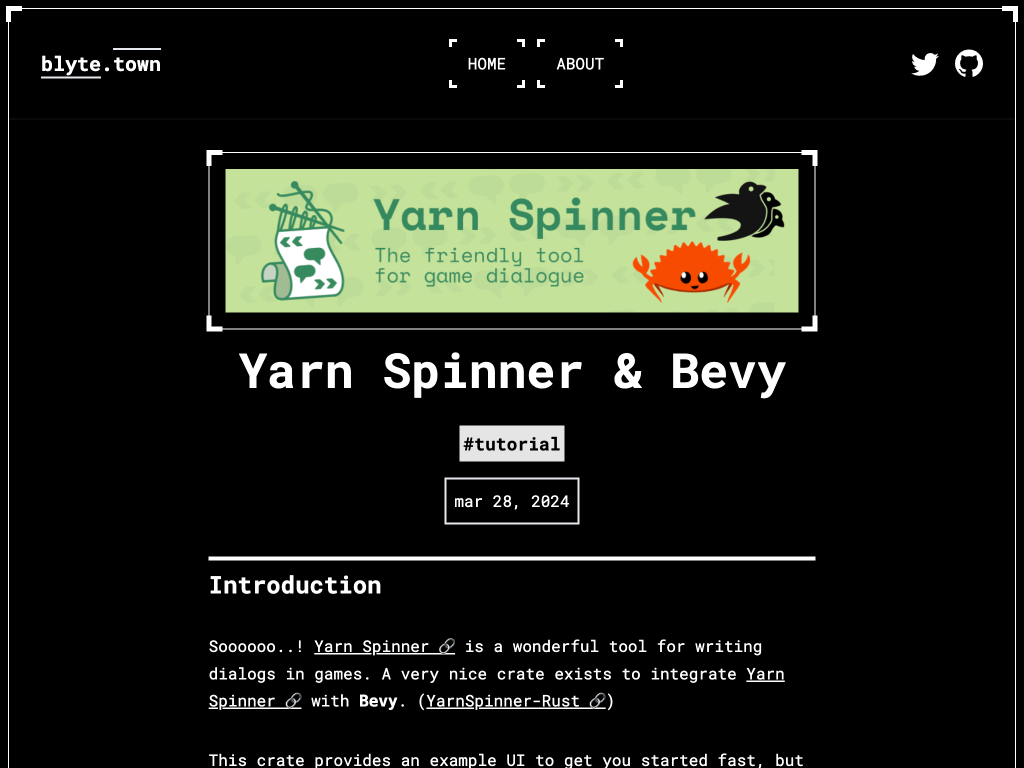 blyte.town
HOME
ABOUT
Yarn Spinner
The friendly tool
for game dialogue
Yarn Spinner & Bevy
#tutorial
mar 28, 2024
Introduction
Soooooo..! Yarn Spinner 🔗 is a wonderful tool for writing
dialogs in games. A very nice crate exists to integrate Yarn
Spinner 🔗 with Bevy. (YarnSpinner-Rust 🔗)
This crate provides an example UI to get you started fast, but